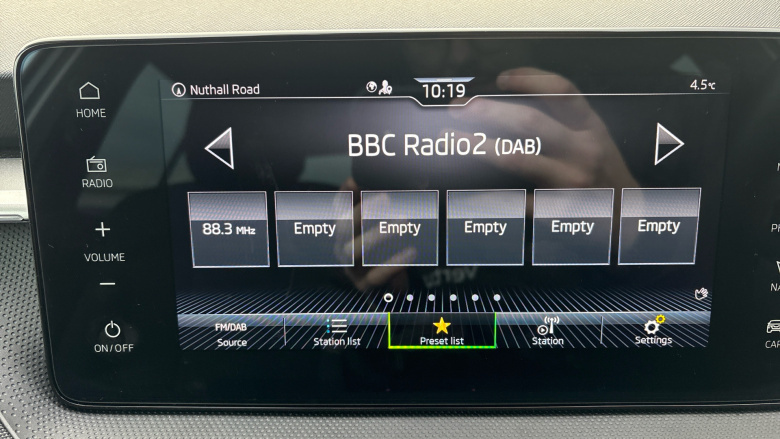 HOME
RADIO
VOLUME
ON/OFF
Nuthall Road
10:19
4.5°C
BBC Radio2 (DAB)
88.3 MHz
Empty
Empty
Empty
Empty
Empty
FM/DAB
Source
Station list
Preset list
Station
Settings